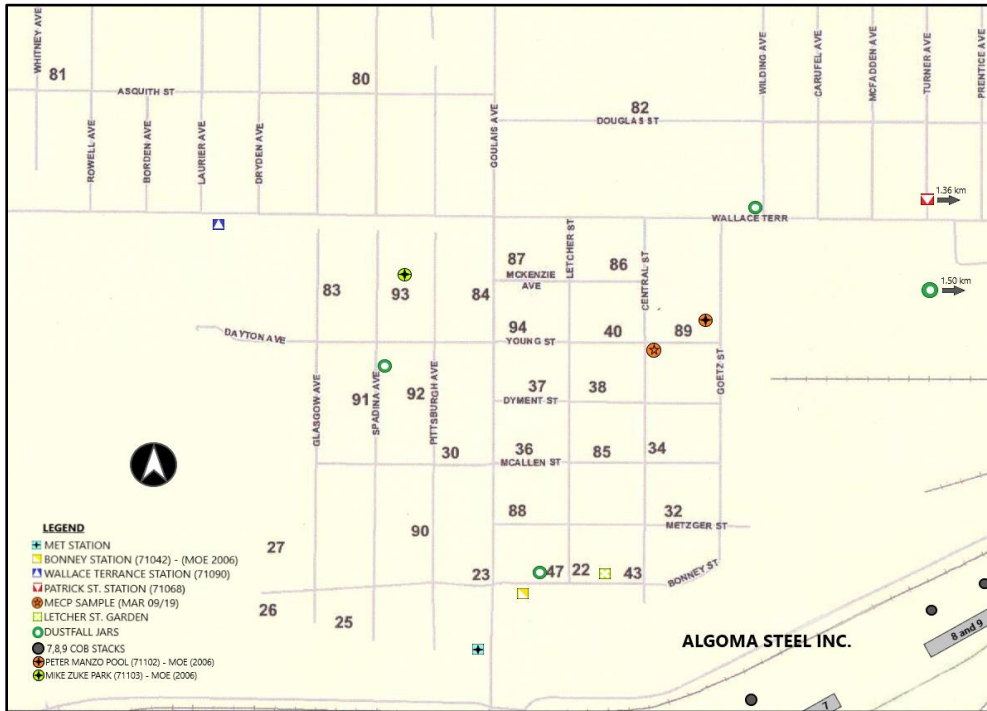 WHITNEY AVE
81
ASQUITH ST
80
ROWELL AVE
BORDEN AVE
LAURIER AVE
DRYDEN AVE
GOULAIS AVE
82
DOUGLAS ST
WILDING AVE
CARUFEL AVE
MCFADDEN AVE
TURNER AVE
PRENTICE AVE
1.36 km
WALLACE TERR
87
MCKENZIE
AVE
LETCHER ST
86
CENTRAL ST
83
93
84
1.50 km
DAYTON AVE
94
YOUNG ST
40
89
GOETZ ST
GLASGOW AVE
91
SPADINA AVE
92
PITTSBURGH AVE
37
DYMENT ST
38
30
36
MCALLEN ST
85
34
88
32
METZGER ST
90
27
23
47
22
43
BONNEY ST
26
25
LEGEND
MET STATION
BONNEY STATION (71042) - (MOE 2006)
WALLACE TERRANCE STATION (71090)
PATRICK ST. STATION (71068)
MECP SAMPLE (MAR 09/19)
LETCHER ST. GARDEN
DUSTFALL JARS
7,8,9 COB STACKS
PETER MANZO POOL (71102) - MOE (2006)
MIKE ZUKE PARK (71103) - MOE (2006)
ALGOMA STEEL INC.
8 and 9
7